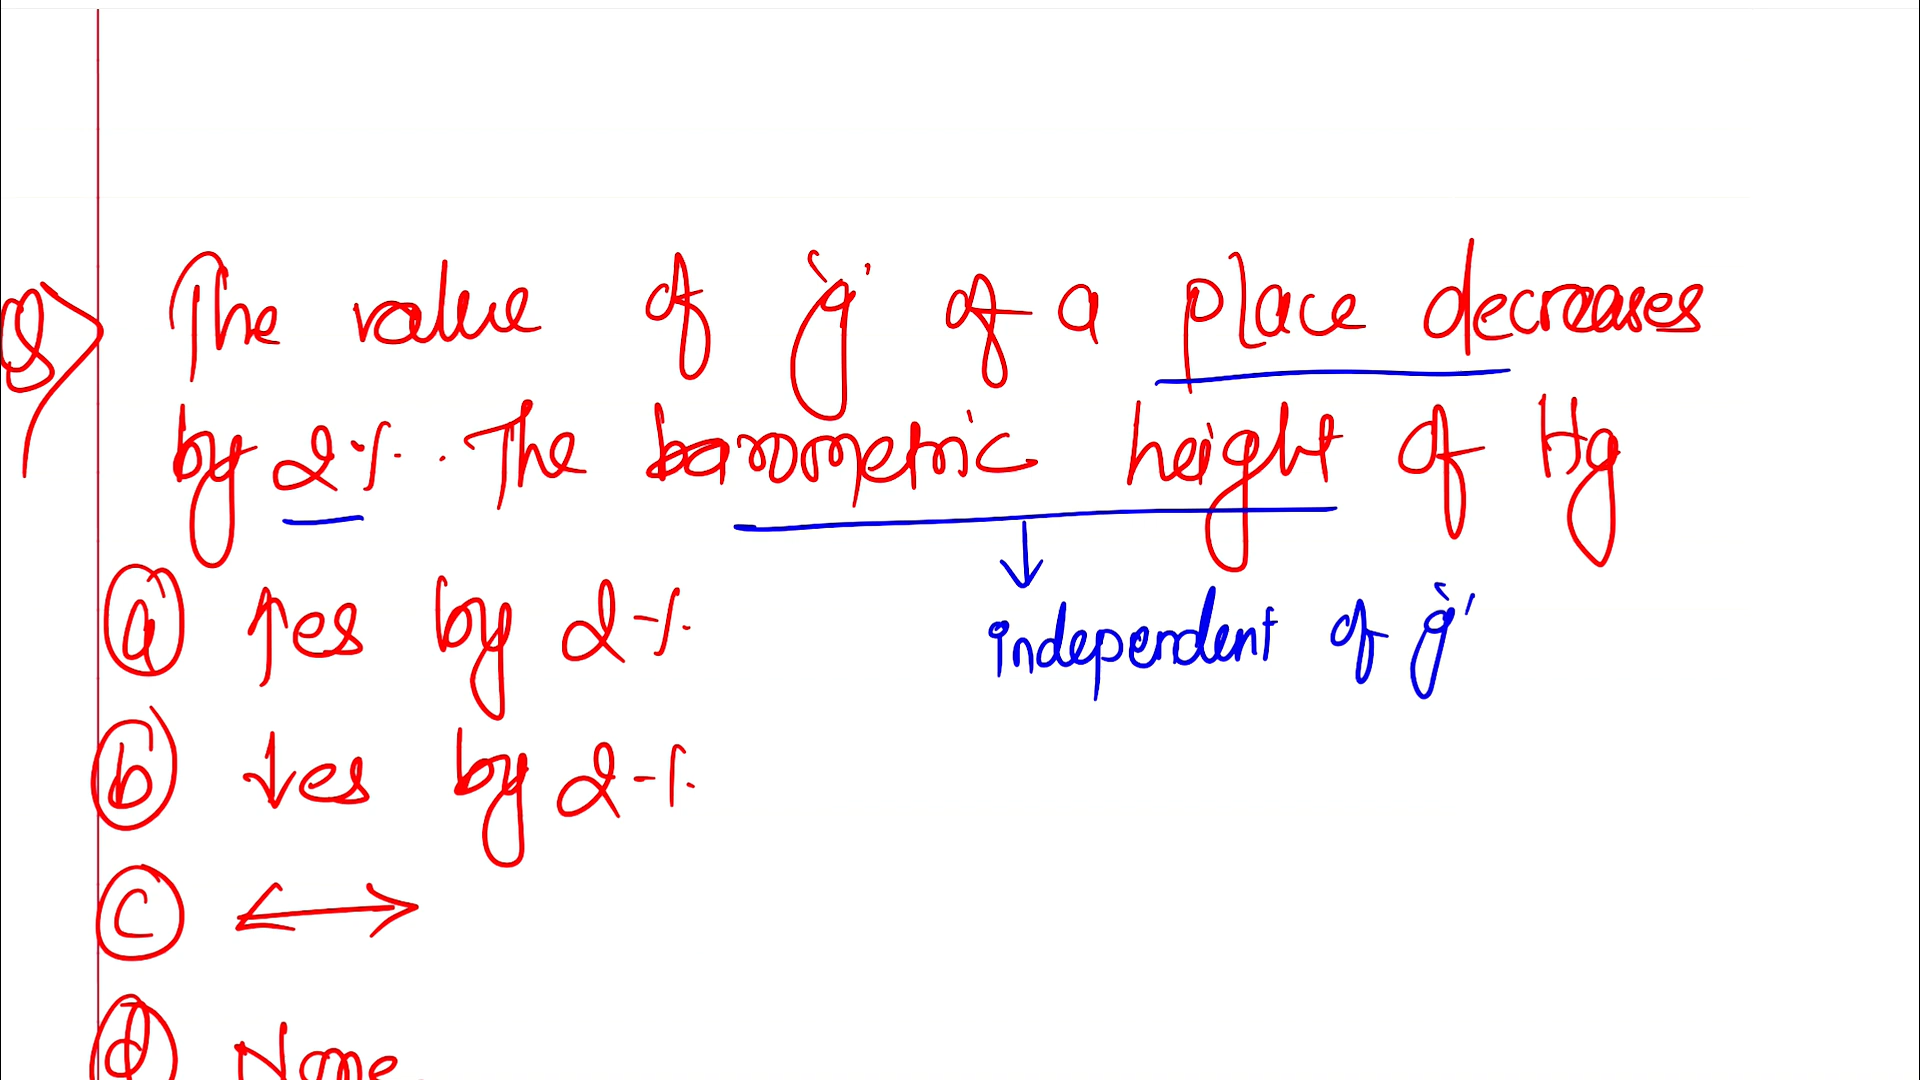 Q> The value of 'g' of a place decreases
by 2%. The barometric height of Hg
independent of 'g'
(a) ↑es by 2%
(b) ↓es by 2%
(c) ↔
(d) None